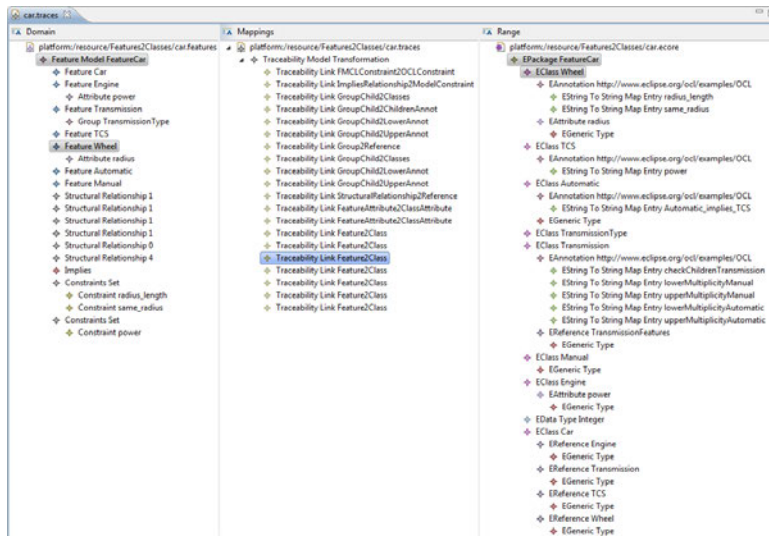 car.traces
Domain
platform:/resource/Features2Classes/car.features
Feature Model FeatureCar
Feature Car
Feature Engine
Attribute power
Feature Transmission
Group TransmissionType
Feature TCS
Feature Wheel
Attribute radius
Feature Automatic
Feature Manual
Structural Relationship 1
Structural Relationship 1
Structural Relationship 1
Structural Relationship 1
Structural Relationship 0
Structural Relationship 4
Implies
Constraints Set
Constraint radius_length
Constraint same_radius
Constraints Set
Constraint power
Mappings
platform:/resource/Features2Classes/car.traces
Traceability Model Transformation
Traceability Link FMCLConstraint2OCLConstraint
Traceability Link ImpliesRelationship2ModelConstraint
Traceability Link GroupChild2Classes
Traceability Link GroupChild2ChildrenAnnot
Traceability Link GroupChild2LowerAnnot
Traceability Link GroupChild2UpperAnnot
Traceability Link Group2Reference
Traceability Link GroupChild2Classes
Traceability Link GroupChild2LowerAnnot
Traceability Link GroupChild2UpperAnnot
Traceability Link StructuralRelationship2Reference
Traceability Link FeatureAttribute2ClassAttribute
Traceability Link FeatureAttribute2ClassAttribute
Traceability Link Feature2Class
Traceability Link Feature2Class
Traceability Link Feature2Class
Traceability Link Feature2Class
Traceability Link Feature2Class
Traceability Link Feature2Class
Traceability Link Feature2Class
Range
platform:/resource/Features2Classes/car.ecore
EPackage FeatureCar
EClass Wheel
EAnnotation http://www.eclipse.org/ocl/examples/OCL
EString To String Map Entry radius_length
EString To String Map Entry same_radius
EAttribute radius
EGeneric Type
EClass TCS
EAnnotation http://www.eclipse.org/ocl/examples/OCL
EString To String Map Entry power
EClass Automatic
EAnnotation http://www.eclipse.org/ocl/examples/OCL
EString To String Map Entry Automatic_implies_TCS
EGeneric Type
EClass TransmissionType
EClass Transmission
EAnnotation http://www.eclipse.org/ocl/examples/OCL
EString To String Map Entry checkChildrenTransmission
EString To String Map Entry lowerMultiplicityManual
EString To String Map Entry upperMultiplicityManual
EString To String Map Entry lowerMultiplicityAutomatic
EString To String Map Entry upperMultiplicityAutomatic
EReference TransmissionFeatures
EGeneric Type
EClass Manual
EGeneric Type
EClass Engine
EAttribute power
EGeneric Type
EData Type Integer
EClass Car
EReference Engine
EGeneric Type
EReference Transmission
EGeneric Type
EReference TCS
EGeneric Type
EReference Wheel
EGeneric Type